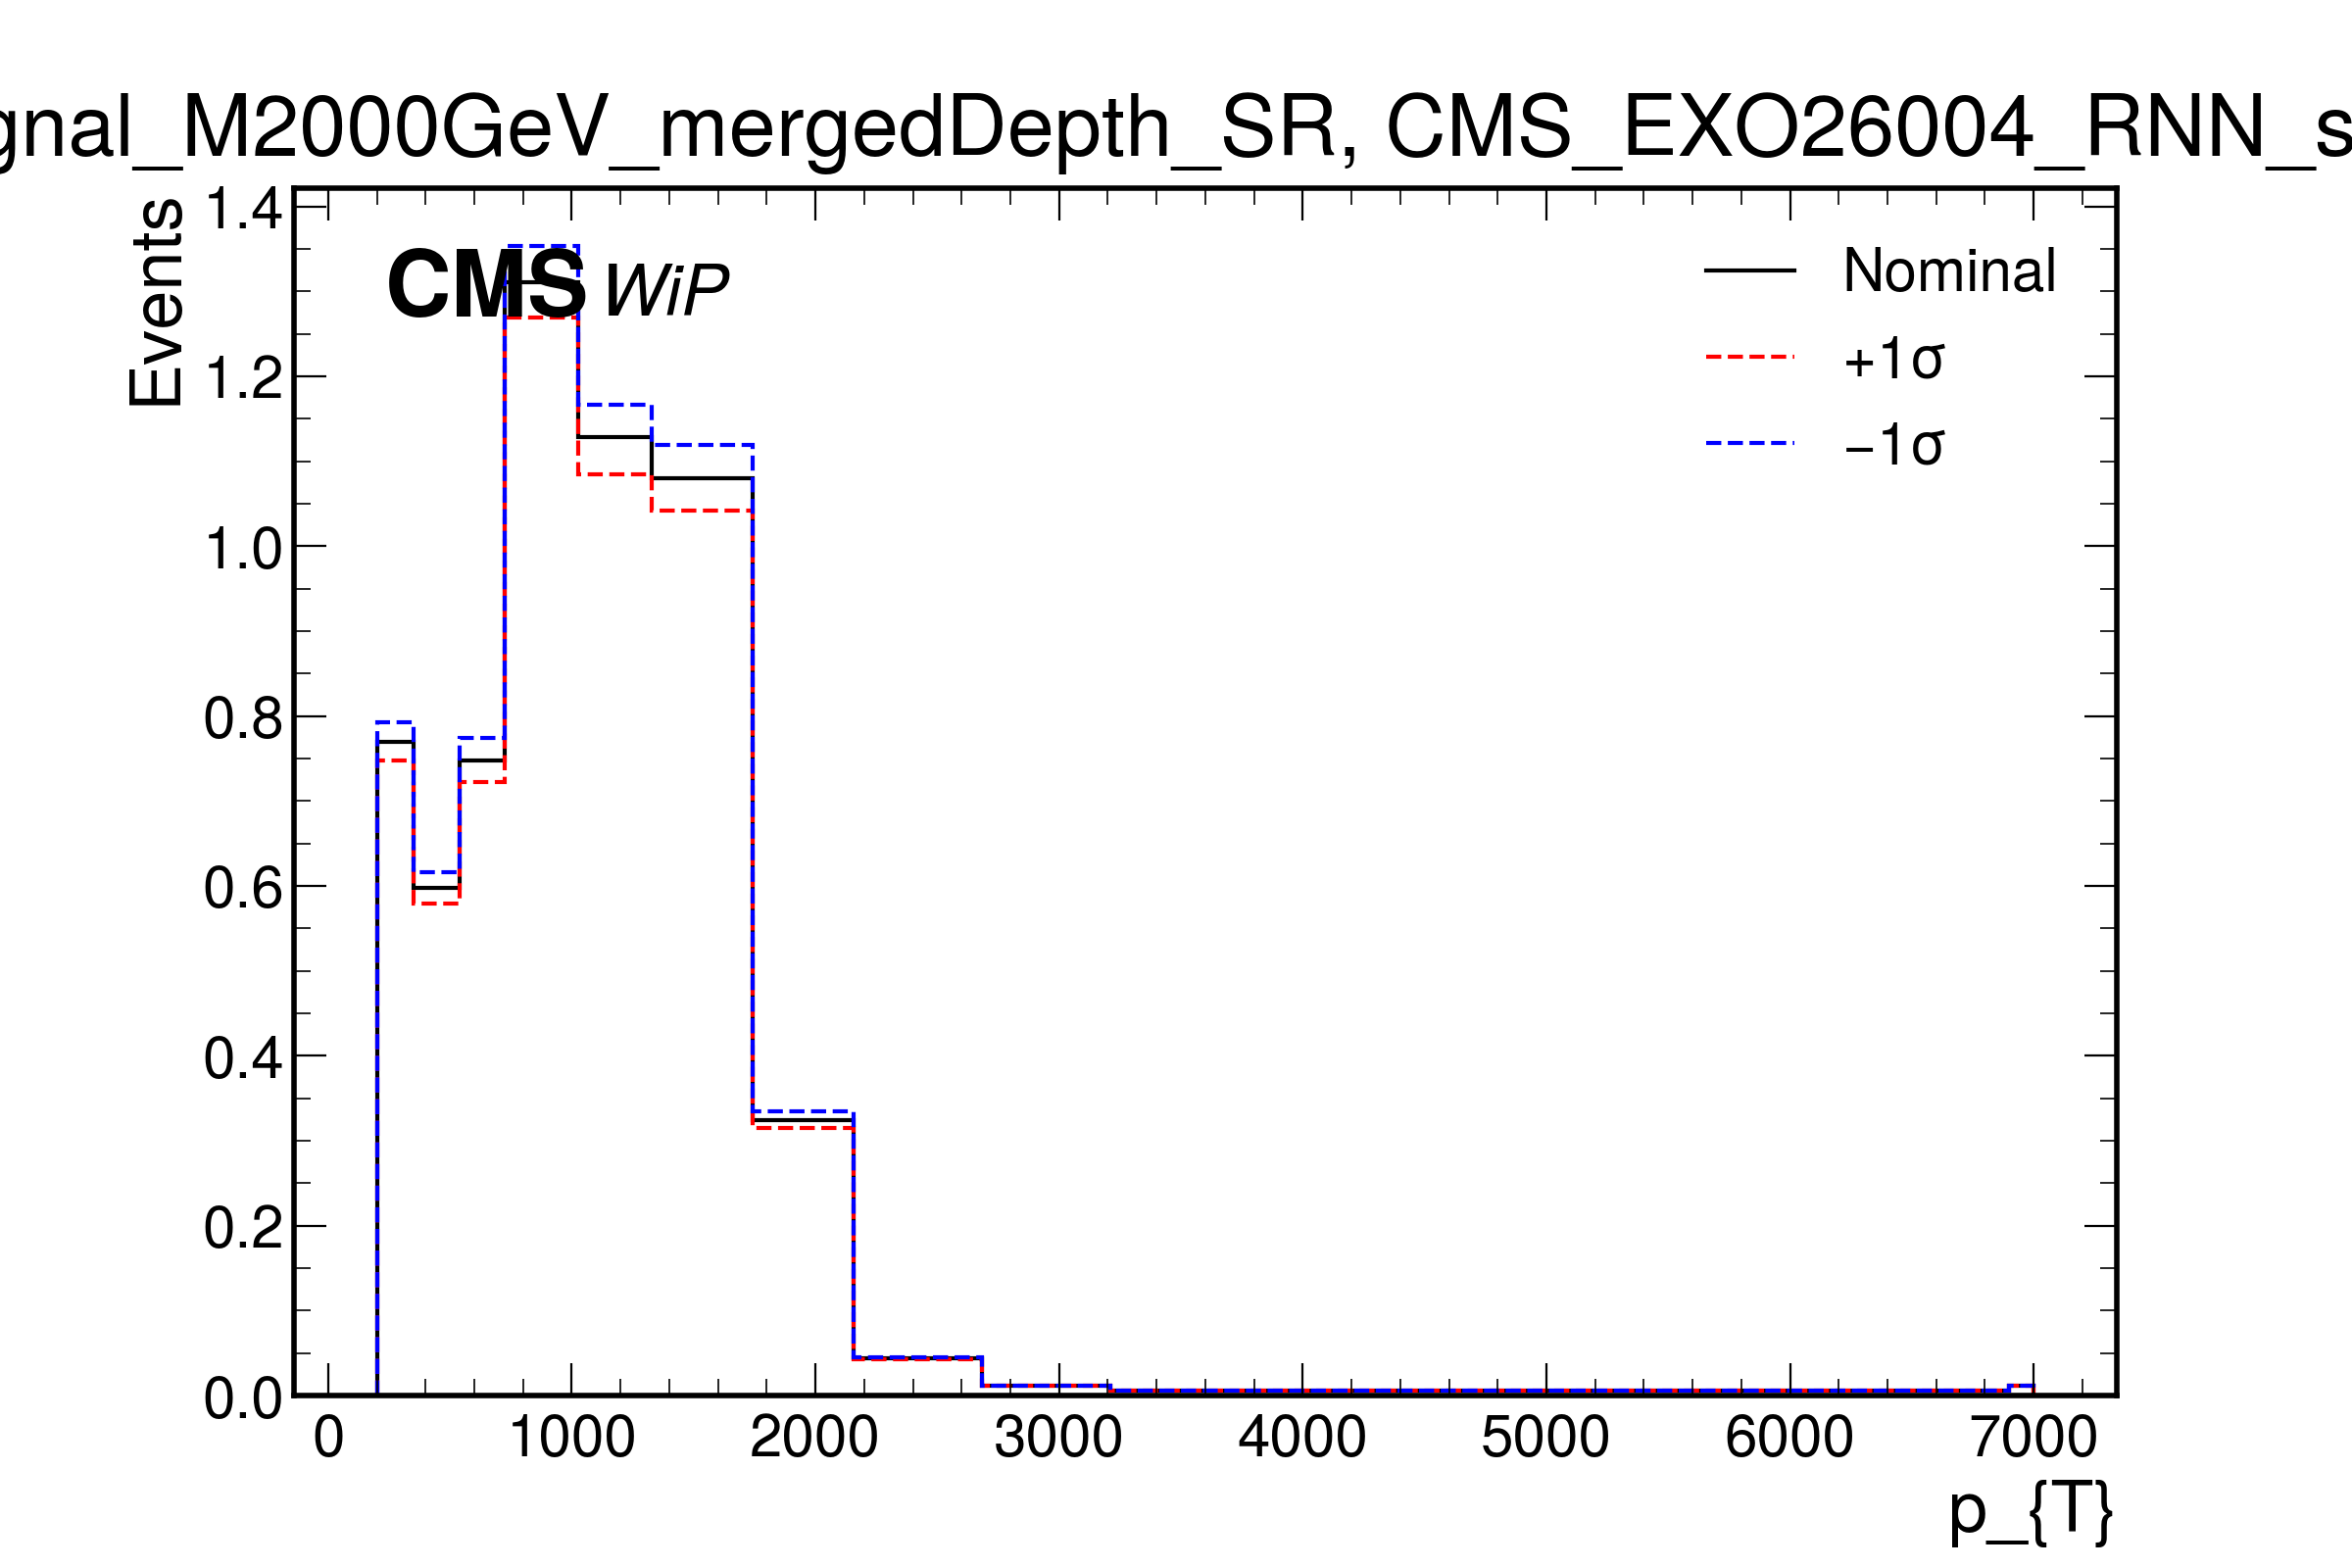 gnal_M2000GeV_mergedDepth_SR, CMS_EXO26004_RNN_s
Events
CMS WiP
Nominal
+1σ
−1σ
1.4
1.2
1.0
0.8
0.6
0.4
0.2
0.0
0 1000 2000 3000 4000 5000 6000 7000
p_{T}